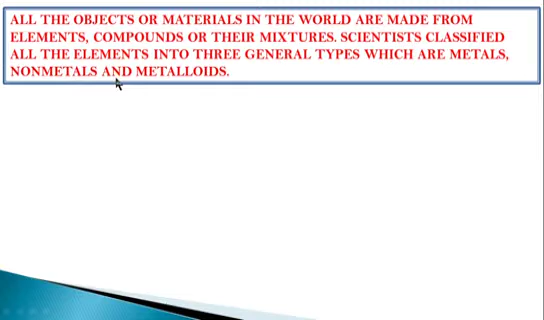 ALL THE OBJECTS OR MATERIALS IN THE WORLD ARE MADE FROM
ELEMENTS, COMPOUNDS OR THEIR MIXTURES. SCIENTISTS CLASSIFIED
ALL THE ELEMENTS INTO THREE GENERAL TYPES WHICH ARE METALS,
NONMETALS AND METALLOIDS.